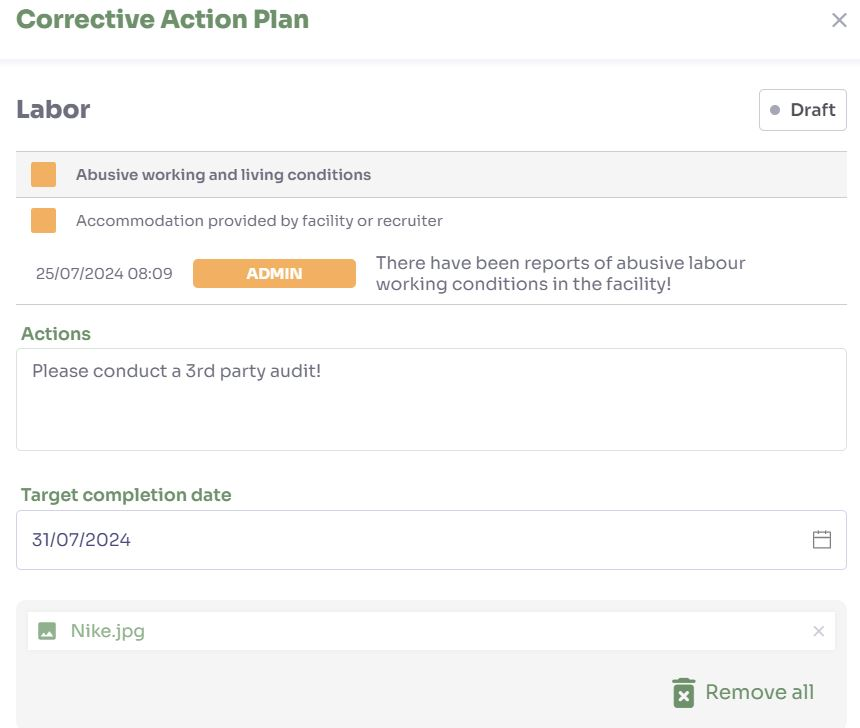 Corrective Action Plan
Labor
Draft
Abusive working and living conditions
Accommodation provided by facility or recruiter
25/07/2024 08:09
ADMIN
There have been reports of abusive labour
working conditions in the facility!
Actions
Please conduct a 3rd party audit!
Target completion date
31/07/2024
Nike.jpg
Remove all